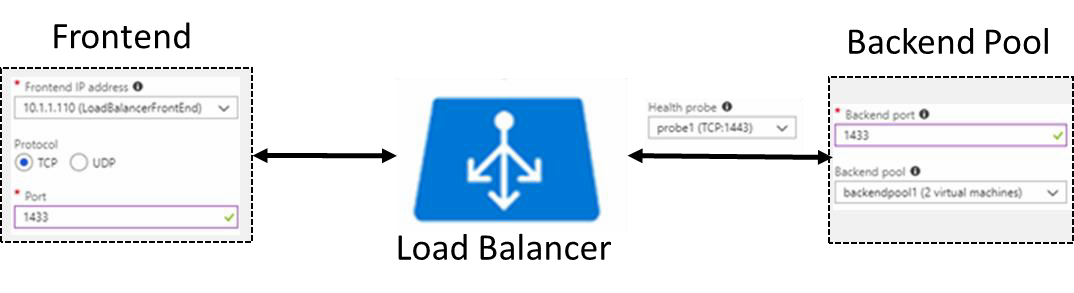 Frontend
* Frontend IP address
10.1.1.110 (LoadBalancerFrontEnd)
Protocol
TCP UDP
* Port
1433
Load Balancer
Health probe
probe1 (TCP:1443)
Backend Pool
* Backend port
1433
Backend pool
backendpool1 (2 virtual machines)